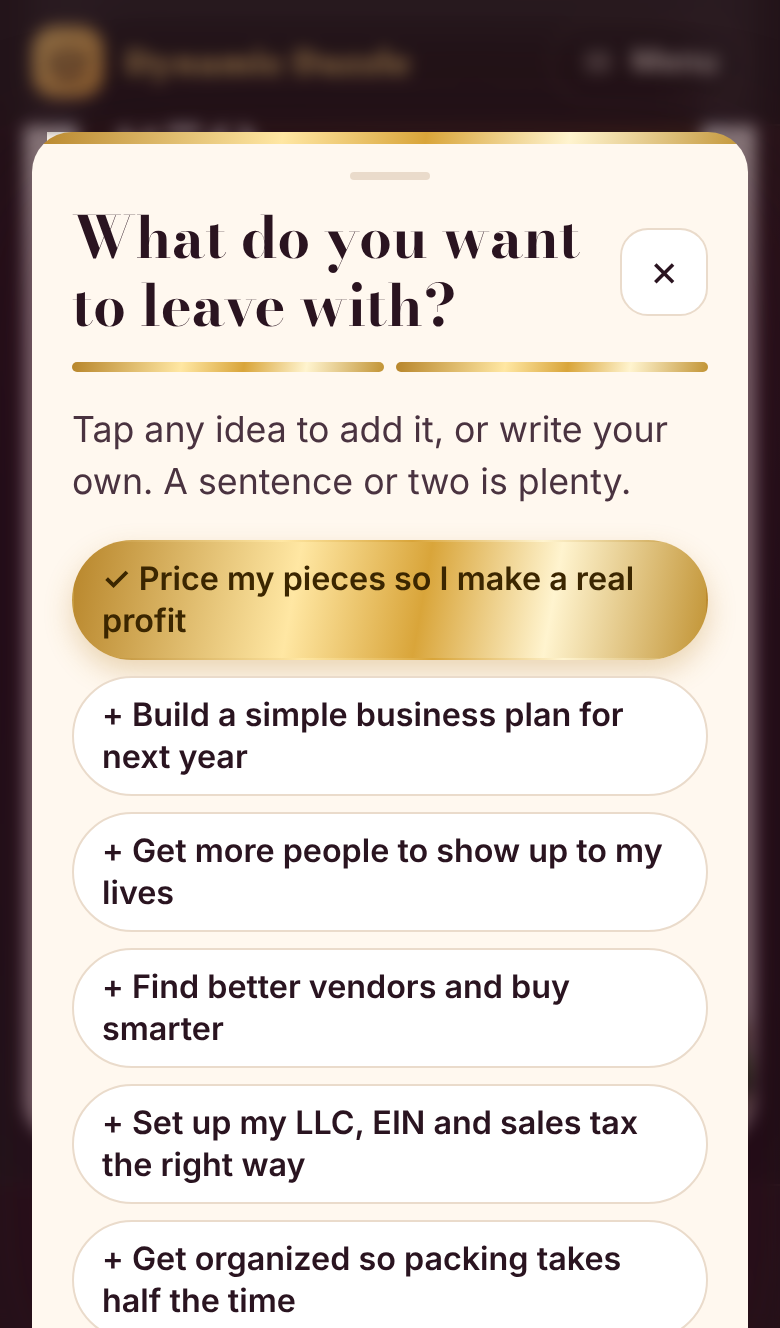 Dynamic Dazzle
Menu
What do you want
to leave with?
×
Tap any idea to add it, or write your
own. A sentence or two is plenty.
✓ Price my pieces so I make a real
profit
+ Build a simple business plan for
next year
+ Get more people to show up to my
lives
+ Find better vendors and buy
smarter
+ Set up my LLC, EIN and sales tax
the right way
+ Get organized so packing takes
half the time